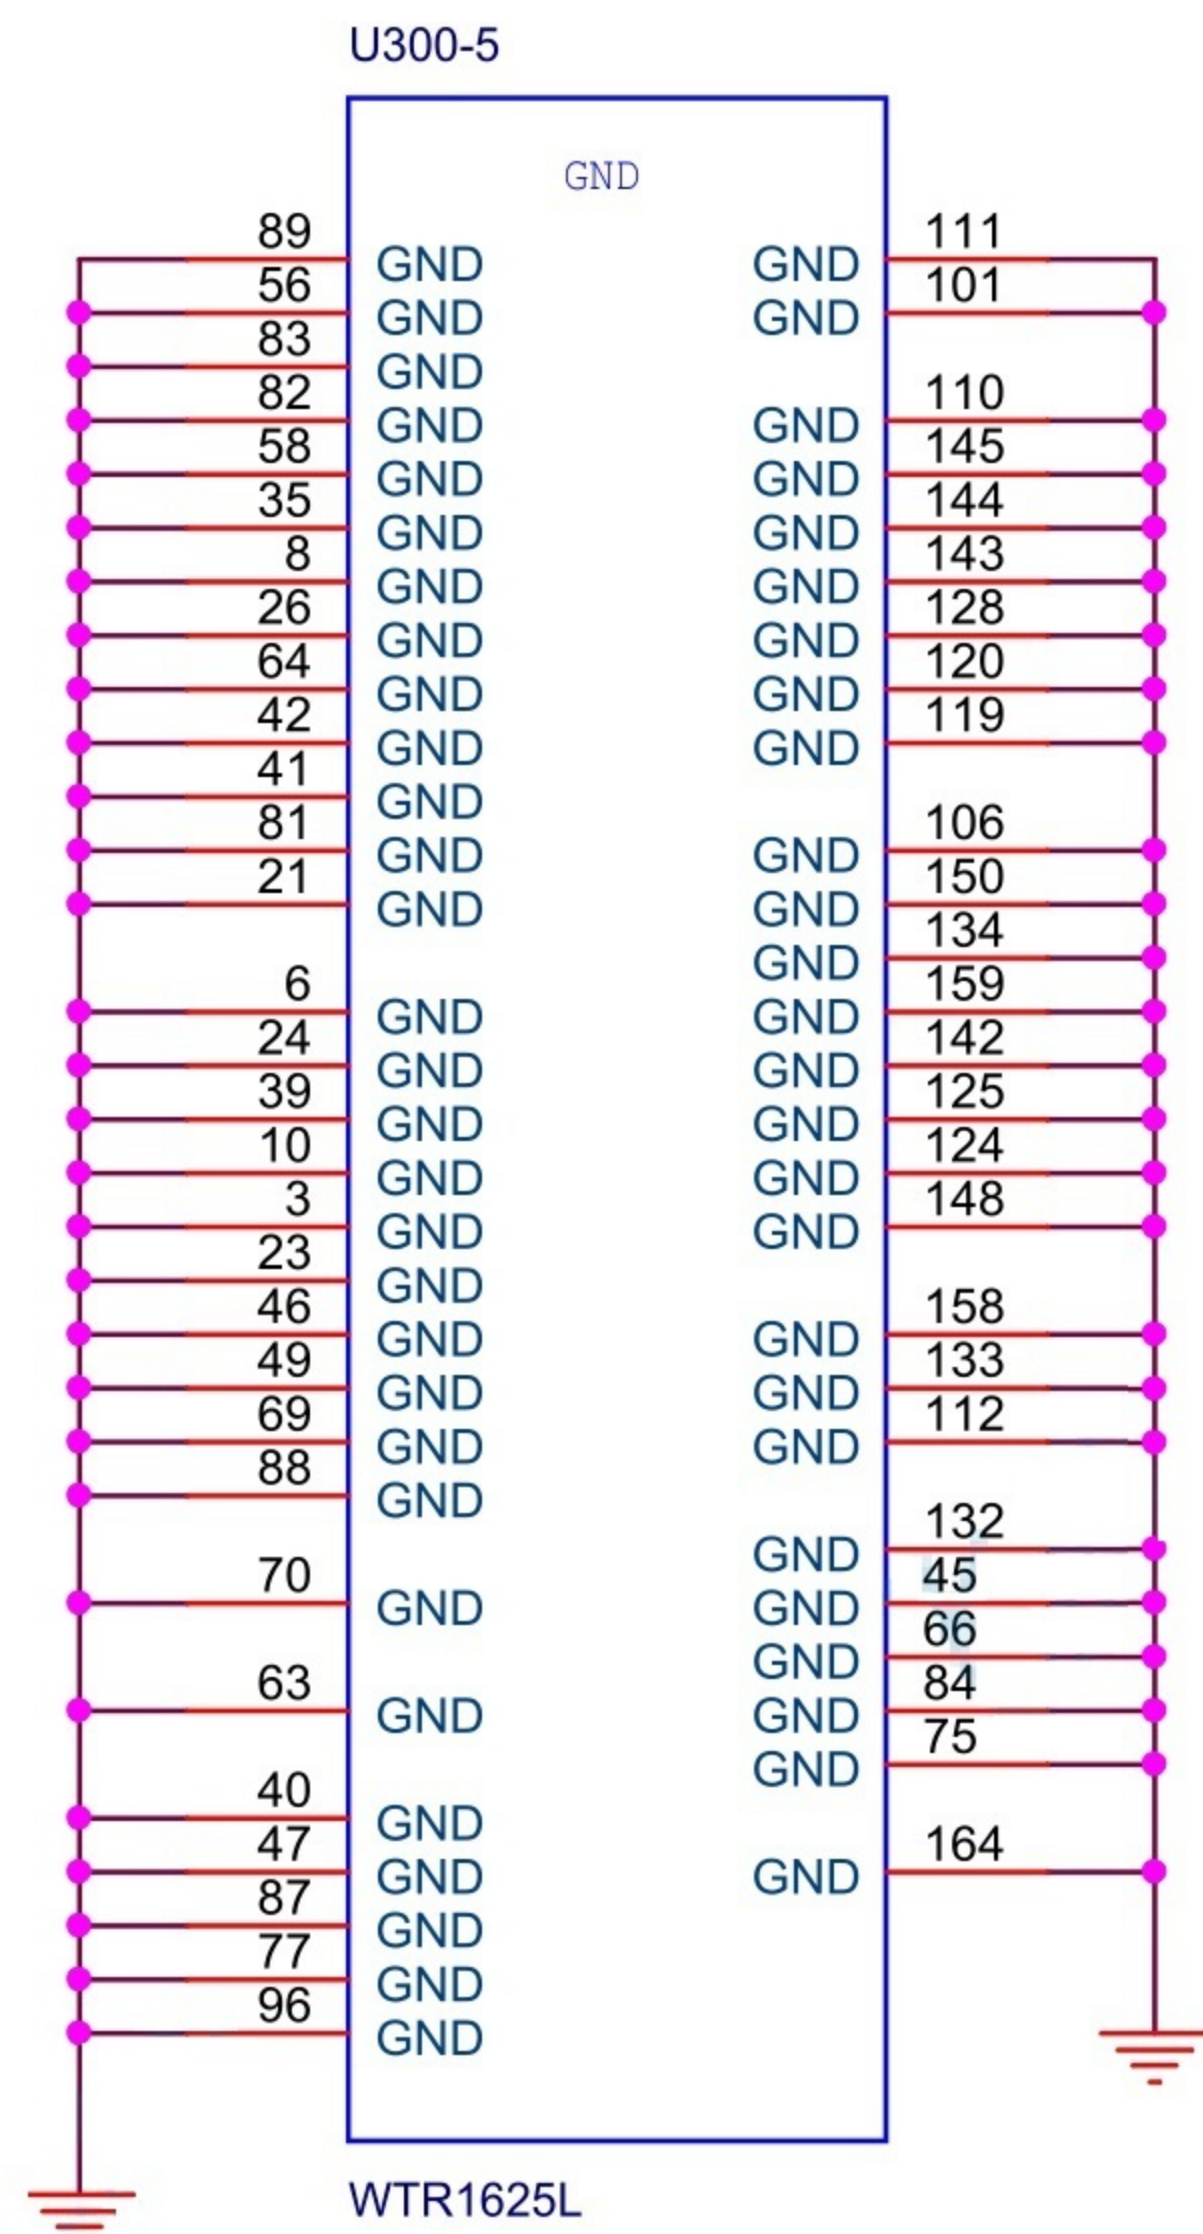 U300-5
GND
89 GND GND 111
56 GND GND 101
83 GND
82 GND GND 110
58 GND GND 145
35 GND GND 144
8 GND GND 143
26 GND GND 128
64 GND GND 120
42 GND GND 119
41 GND
81 GND GND 106
21 GND GND 150
GND 134
6 GND GND 159
24 GND GND 142
39 GND GND 125
10 GND GND 124
3 GND GND 148
23 GND
46 GND GND 158
49 GND GND 133
69 GND GND 112
88 GND
GND 132
70 GND GND 45
GND 66
63 GND GND 84
GND 75
40 GND
47 GND GND 164
87 GND
77 GND
96 GND
WTR1625L